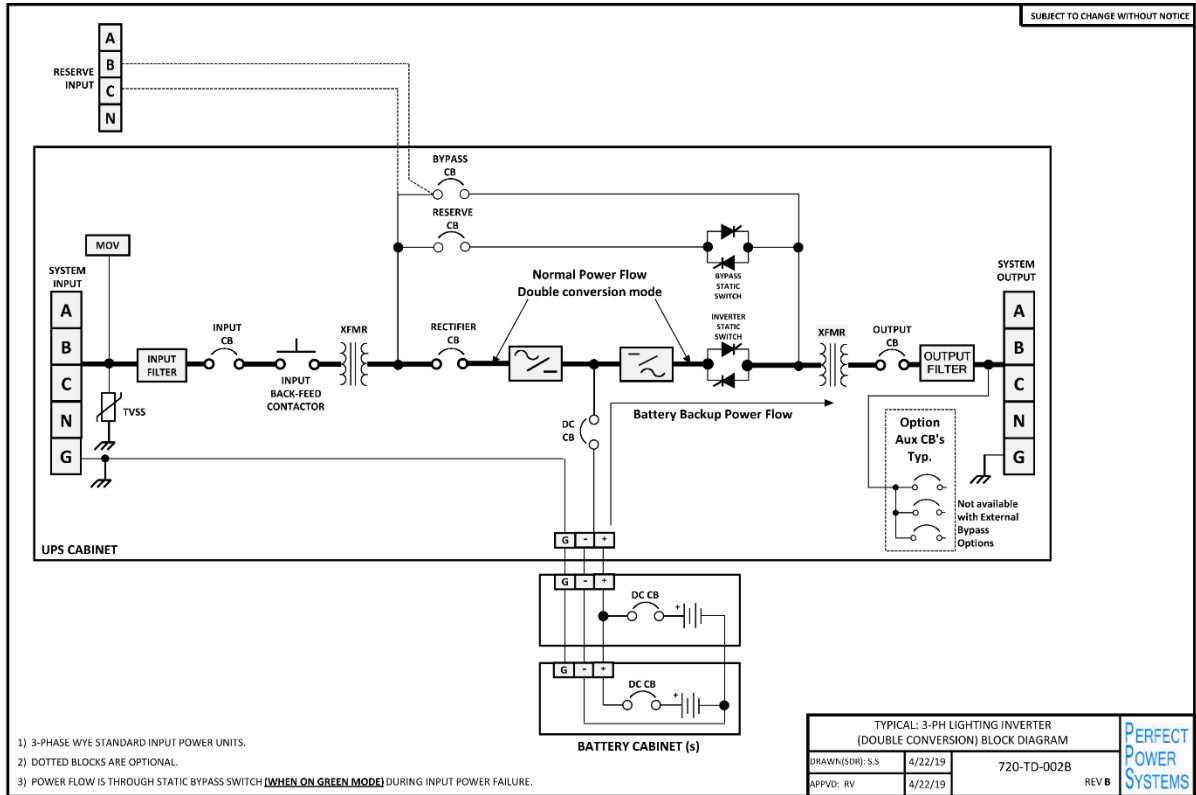 SUBJECT TO CHANGE WITHOUT NOTICE
RESERVE
INPUT
A
B
C
N
BYPASS
CB
RESERVE
CB
MOV
SYSTEM
INPUT
A
B
C
N
G
INPUT
FILTER
TVSS
INPUT
CB
INPUT
BACK-FEED
CONTACTOR
XFMR
RECTIFIER
CB
Normal Power Flow
Double conversion mode
BYPASS
STATIC
SWITCH
INVERTER
STATIC
SWITCH
DC
CB
Battery Backup Power Flow
XFMR
OUTPUT
CB
OUTPUT
FILTER
SYSTEM
OUTPUT
A
B
C
N
G
Option
Aux CB's
Typ.
Not available
with External
Bypass
Options
UPS CABINET
G - +
G - +
DC CB
+
G - +
DC CB
+
BATTERY CABINET (s)
1) 3-PHASE WYE STANDARD INPUT POWER UNITS.
2) DOTTED BLOCKS ARE OPTIONAL.
3) POWER FLOW IS THROUGH STATIC BYPASS SWITCH (WHEN ON GREEN MODE) DURING INPUT POWER FAILURE.
TYPICAL: 3-PH LIGHTING INVERTER
(DOUBLE CONVERSION) BLOCK DIAGRAM
DRAWN(SDR): S.S 4/22/19
APPVD: RV 4/22/19
720-TD-002B
REV B
PERFECT
POWER
SYSTEMS